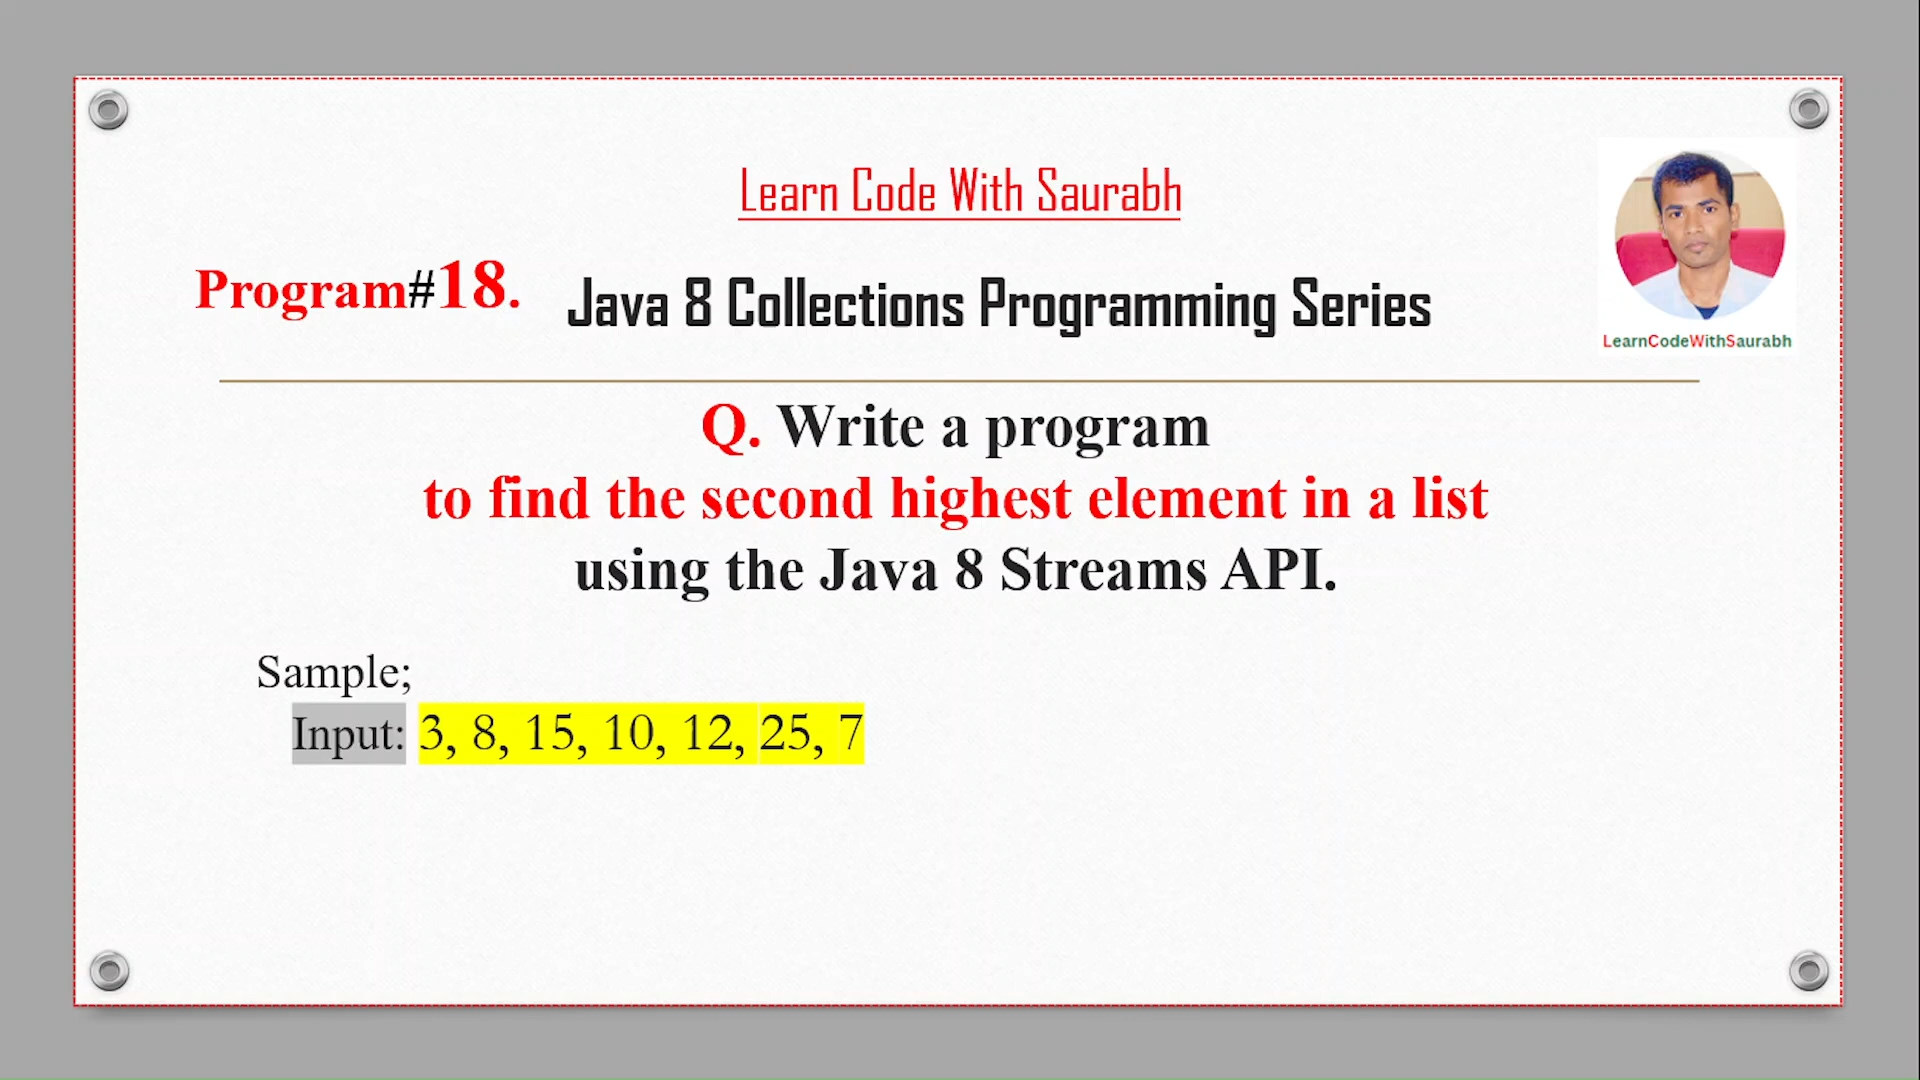 Learn Code With Saurabh
Program#18.
Java 8 Collections Programming Series
LearnCodeWithSaurabh
Q. Write a program
to find the second highest element in a list
using the Java 8 Streams API.
Sample;
Input: 3, 8, 15, 10, 12, 25, 7